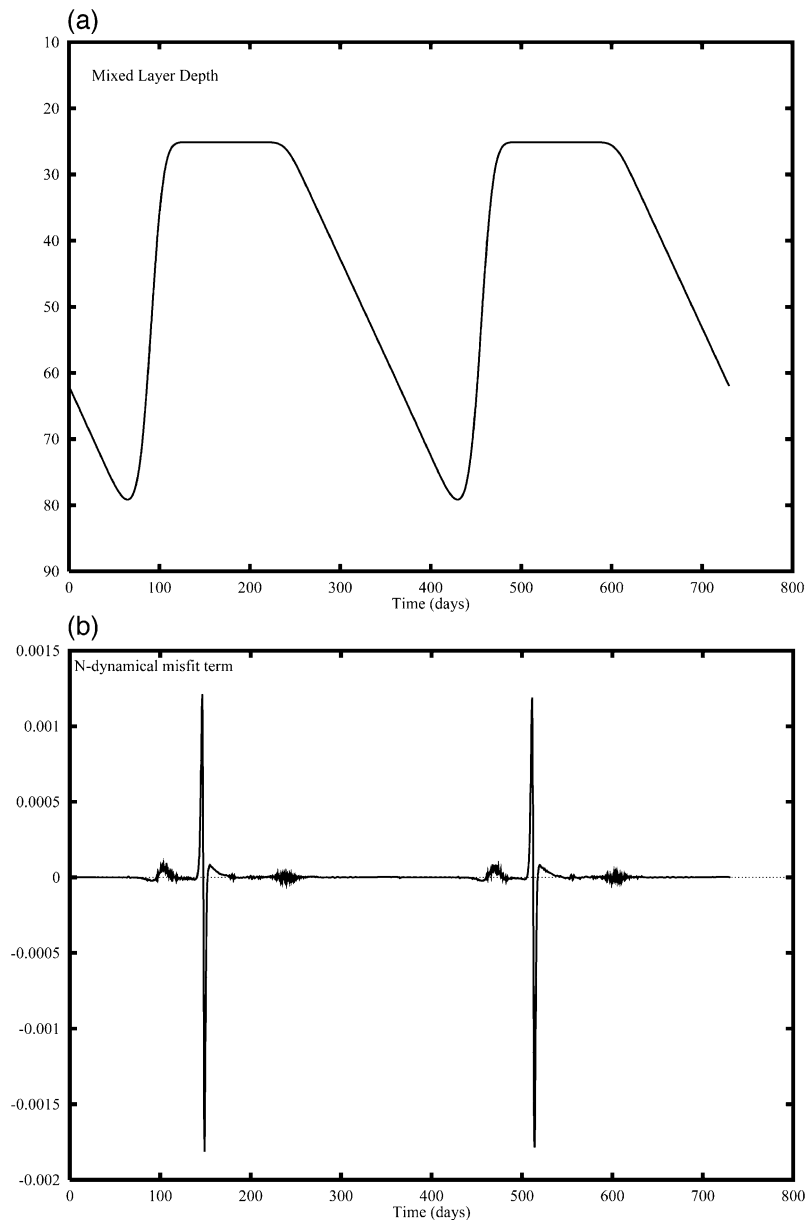 (a)
10
Mixed Layer Depth
20
30
40
50
60
70
80
90
0 100 200 300 400 500 600 700 800
Time (days)
(b)
0.0015
N-dynamical misfit term
0.001
0.0005
0
-0.0005
-0.001
-0.0015
-0.002
0 100 200 300 400 500 600 700 800
Time (days)